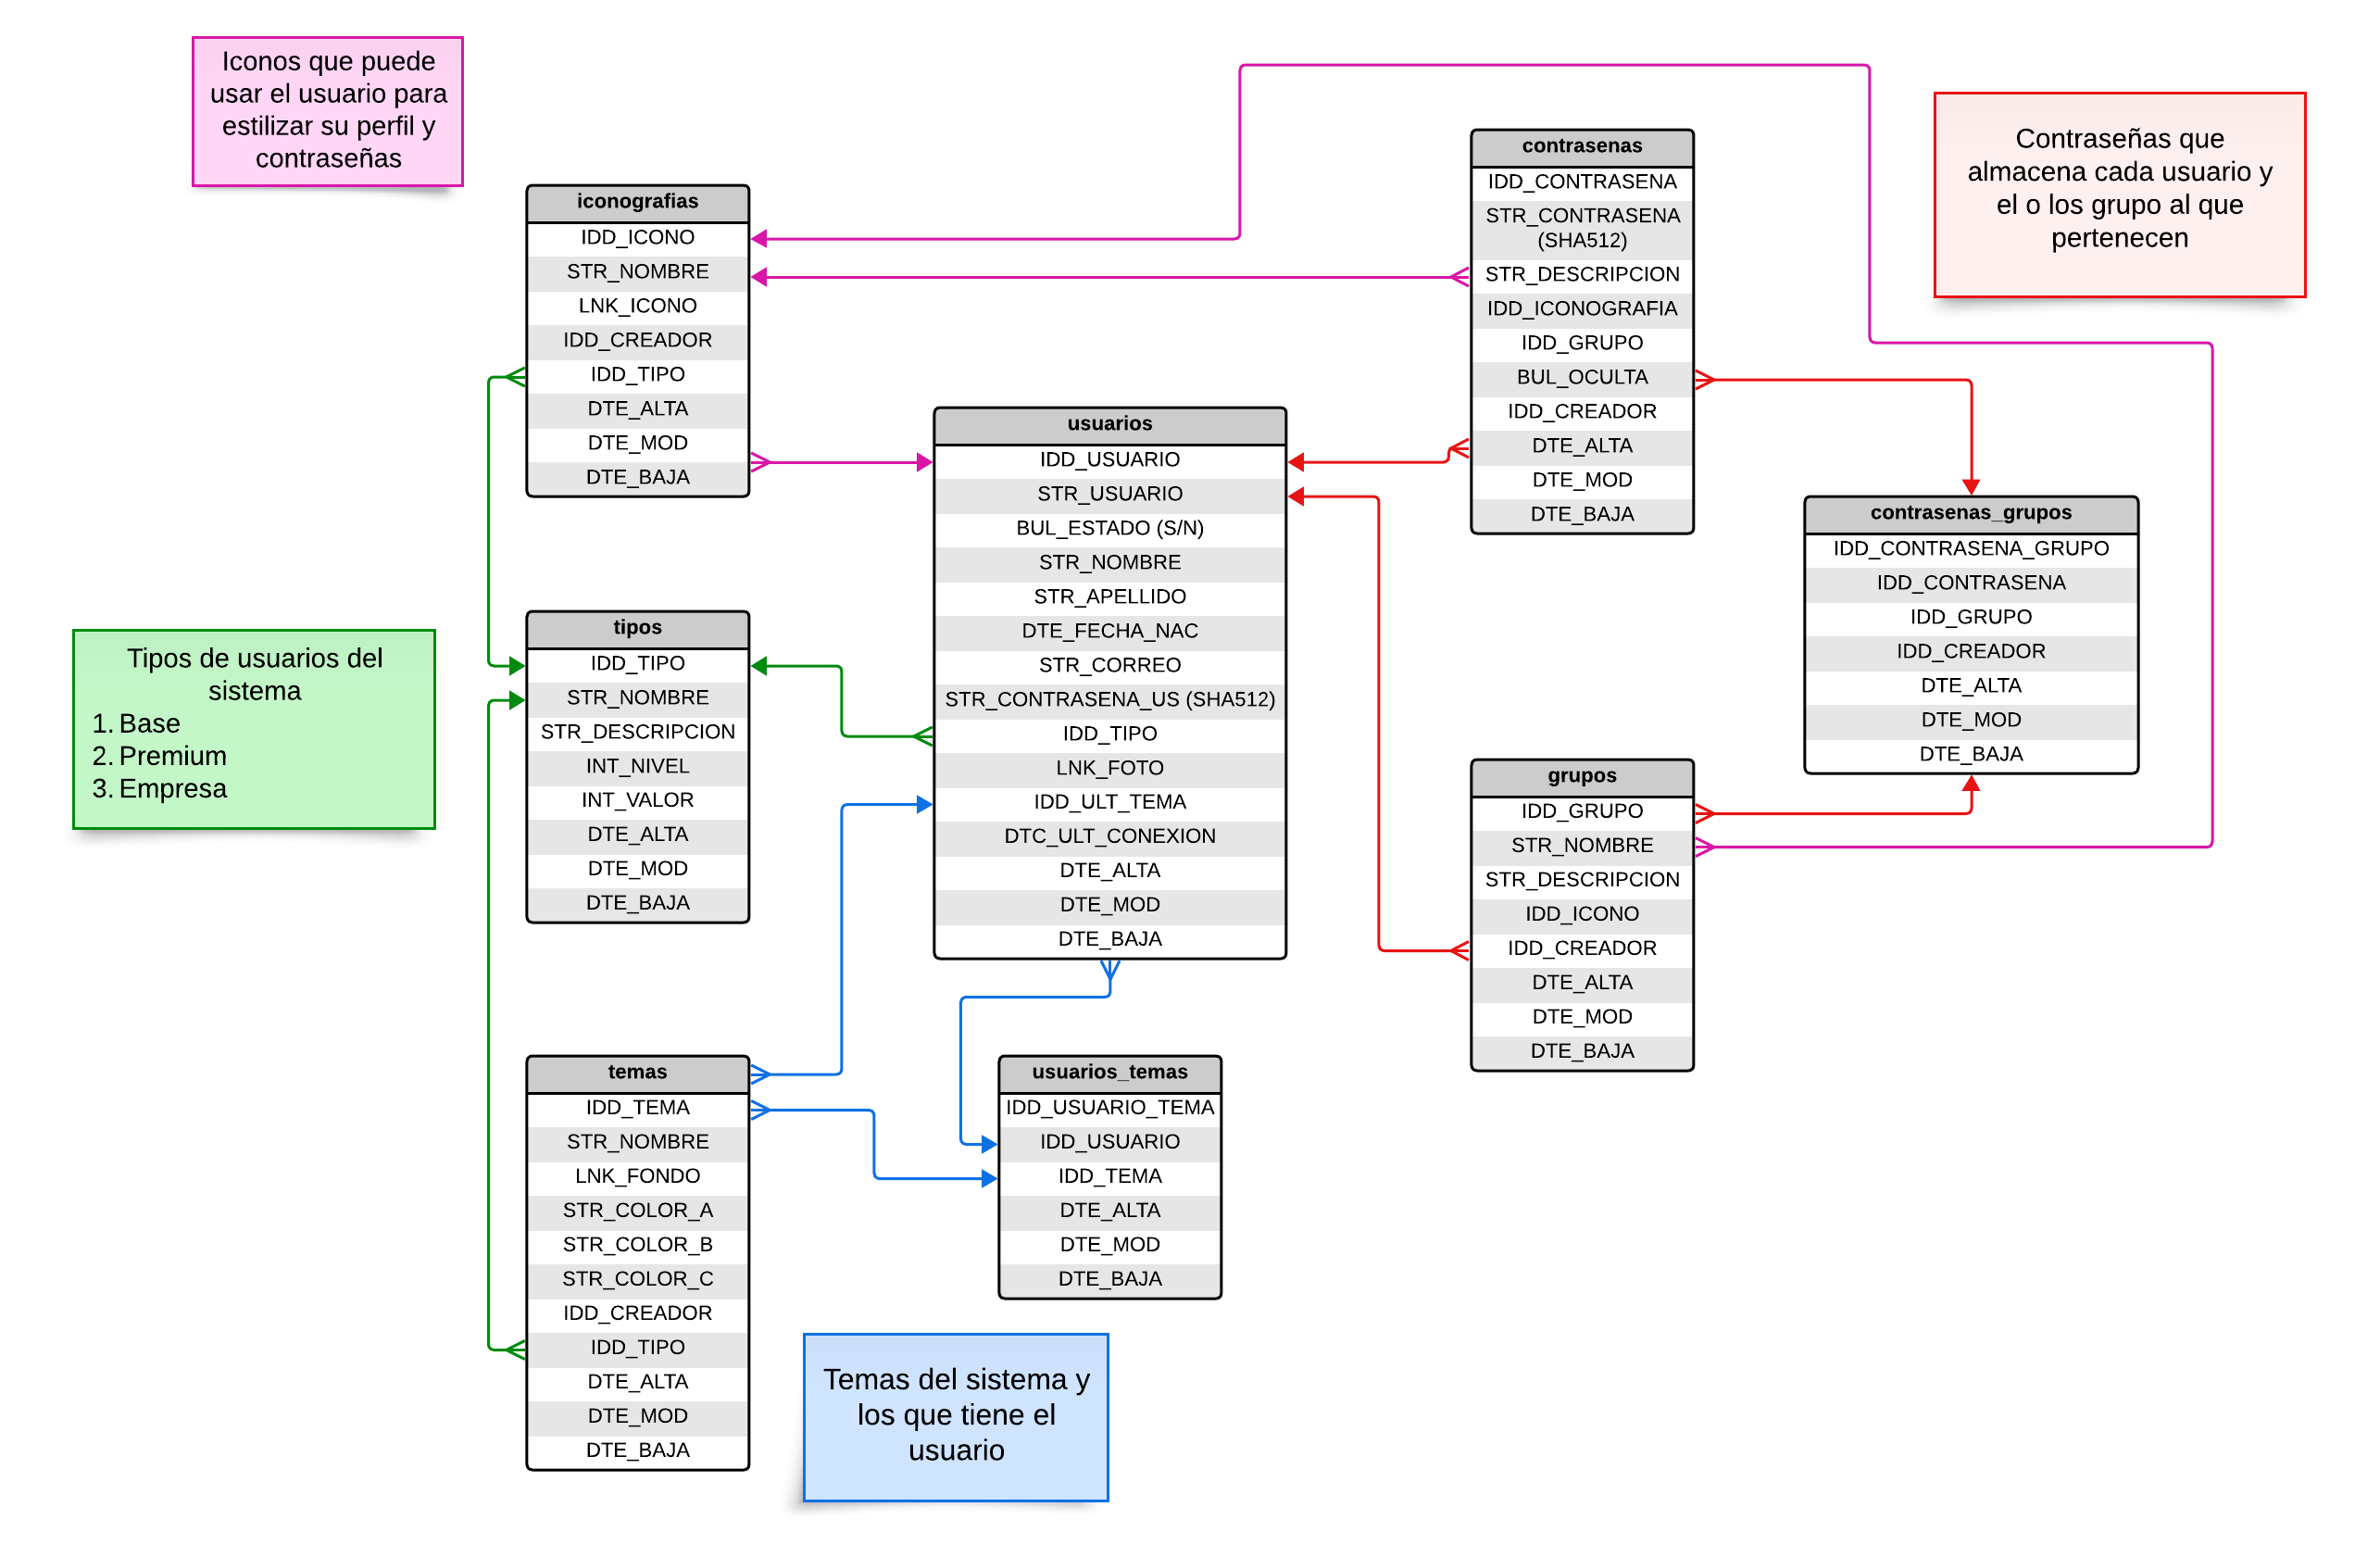 Iconos que puede
usar el usuario para
estilizar su perfil y
contraseñas
Contraseñas que
almacena cada usuario y
el o los grupo al que
pertenecen
iconografias
IDD_ICONO
STR_NOMBRE
LNK_ICONO
IDD_CREADOR
IDD_TIPO
DTE_ALTA
DTE_MOD
DTE_BAJA
contrasenas
IDD_CONTRASENA
STR_CONTRASENA
(SHA512)
STR_DESCRIPCION
IDD_ICONOGRAFIA
IDD_GRUPO
BUL_OCULTA
IDD_CREADOR
DTE_ALTA
DTE_MOD
DTE_BAJA
usuarios
IDD_USUARIO
STR_USUARIO
BUL_ESTADO (S/N)
STR_NOMBRE
STR_APELLIDO
DTE_FECHA_NAC
STR_CORREO
STR_CONTRASENA_US (SHA512)
IDD_TIPO
LNK_FOTO
IDD_ULT_TEMA
DTC_ULT_CONEXION
DTE_ALTA
DTE_MOD
DTE_BAJA
contrasenas_grupos
IDD_CONTRASENA_GRUPO
IDD_CONTRASENA
IDD_GRUPO
IDD_CREADOR
DTE_ALTA
DTE_MOD
DTE_BAJA
Tipos de usuarios del
sistema
1. Base
2. Premium
3. Empresa
tipos
IDD_TIPO
STR_NOMBRE
STR_DESCRIPCION
INT_NIVEL
INT_VALOR
DTE_ALTA
DTE_MOD
DTE_BAJA
grupos
IDD_GRUPO
STR_NOMBRE
STR_DESCRIPCION
IDD_ICONO
IDD_CREADOR
DTE_ALTA
DTE_MOD
DTE_BAJA
temas
IDD_TEMA
STR_NOMBRE
LNK_FONDO
STR_COLOR_A
STR_COLOR_B
STR_COLOR_C
IDD_CREADOR
IDD_TIPO
DTE_ALTA
DTE_MOD
DTE_BAJA
usuarios_temas
IDD_USUARIO_TEMA
IDD_USUARIO
IDD_TEMA
DTE_ALTA
DTE_MOD
DTE_BAJA
Temas del sistema y
los que tiene el
usuario